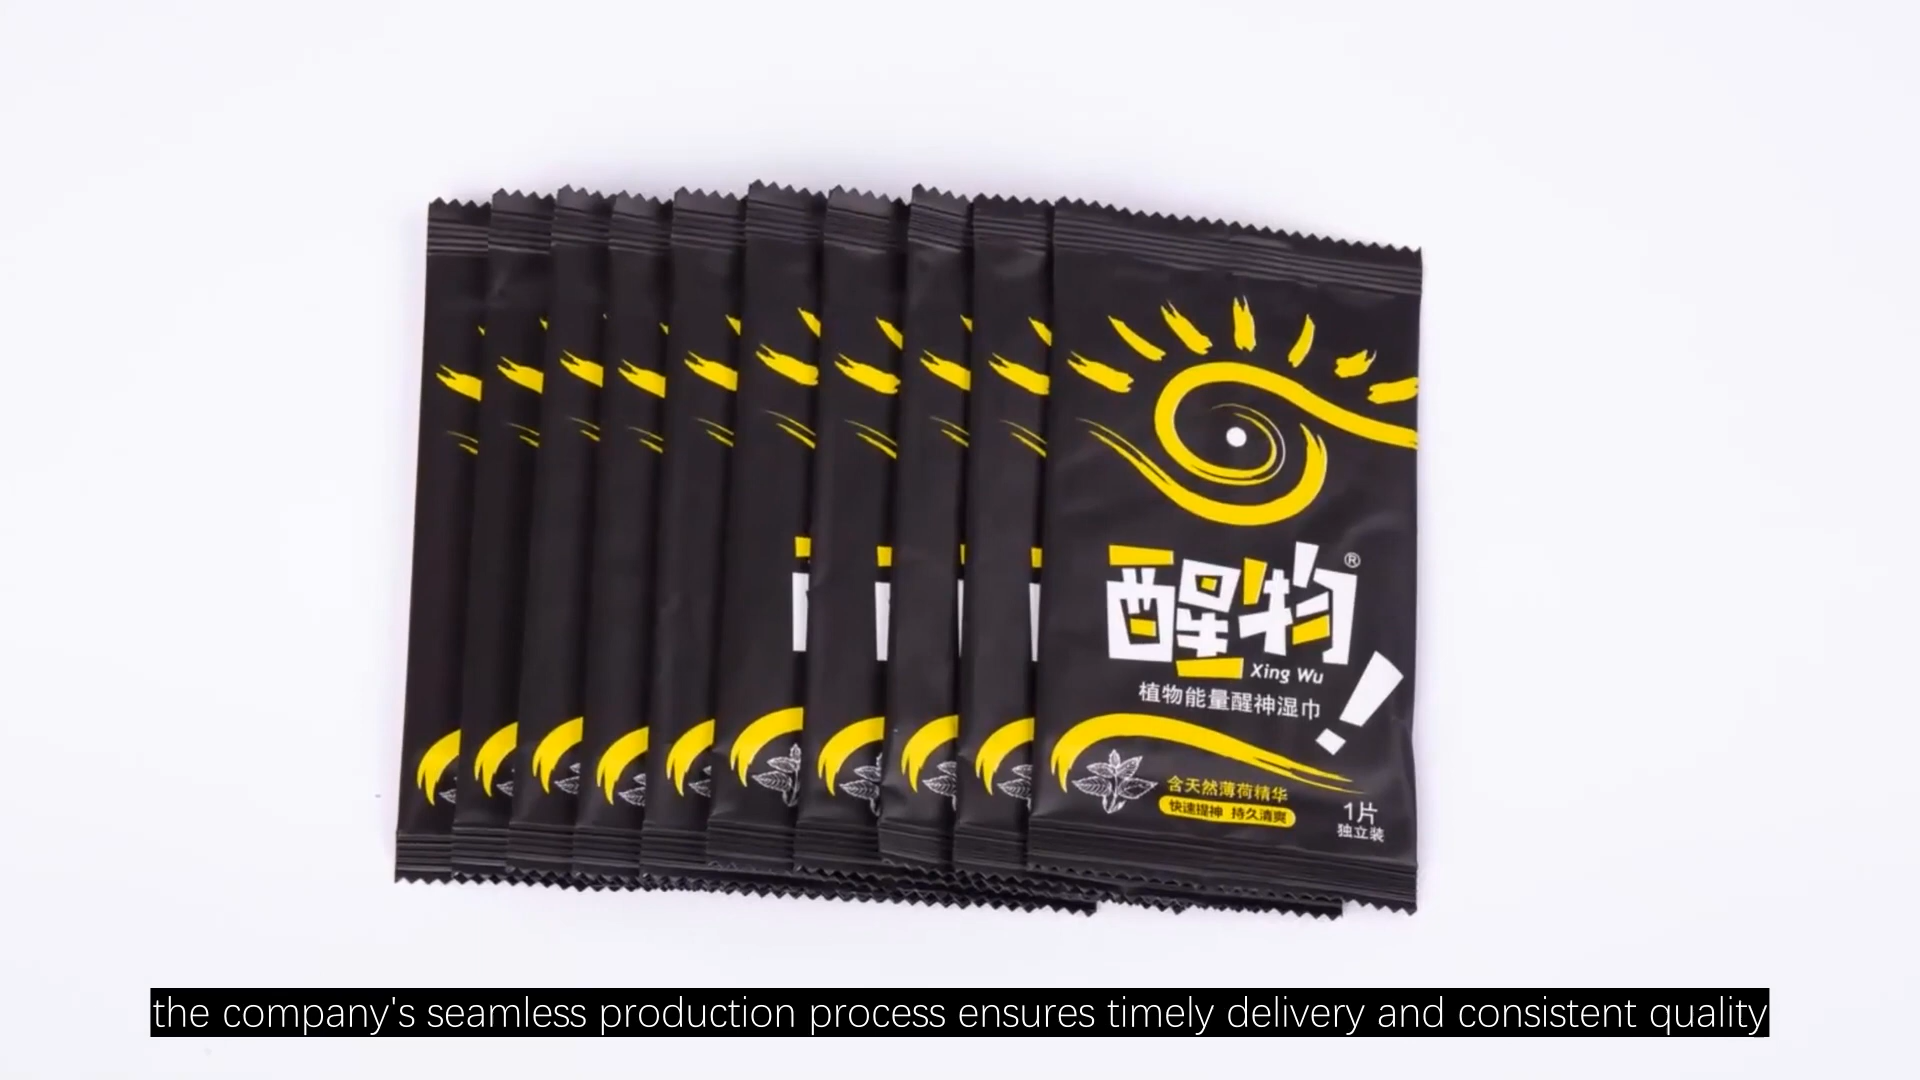 醒物®
Xing Wu
植物能量醒神湿巾
!
含天然薄荷精华
快速提神 持久清爽
1片
独立装
the company's seamless production process ensures timely delivery and consistent quality